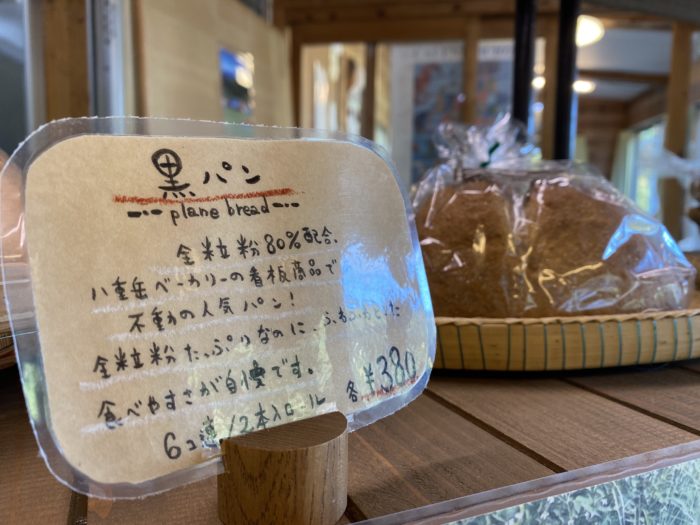 黒パン
plane bread
全粒粉80%配合、
八重岳ベーカリーの看板商品で
不動の人気パン!
全粒粉たっぷりなのに、ふわふわとした
食べやすさが自慢です。
6コ連/2本入ロール 各¥380